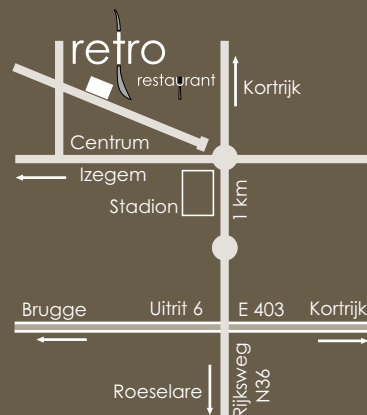 retro
restaurant
Kortrijk
Centrum
Izegem
Stadion
1 km
Brugge
Uitrit 6
E 403
Kortrijk
Roeselare
Rijksweg
N36